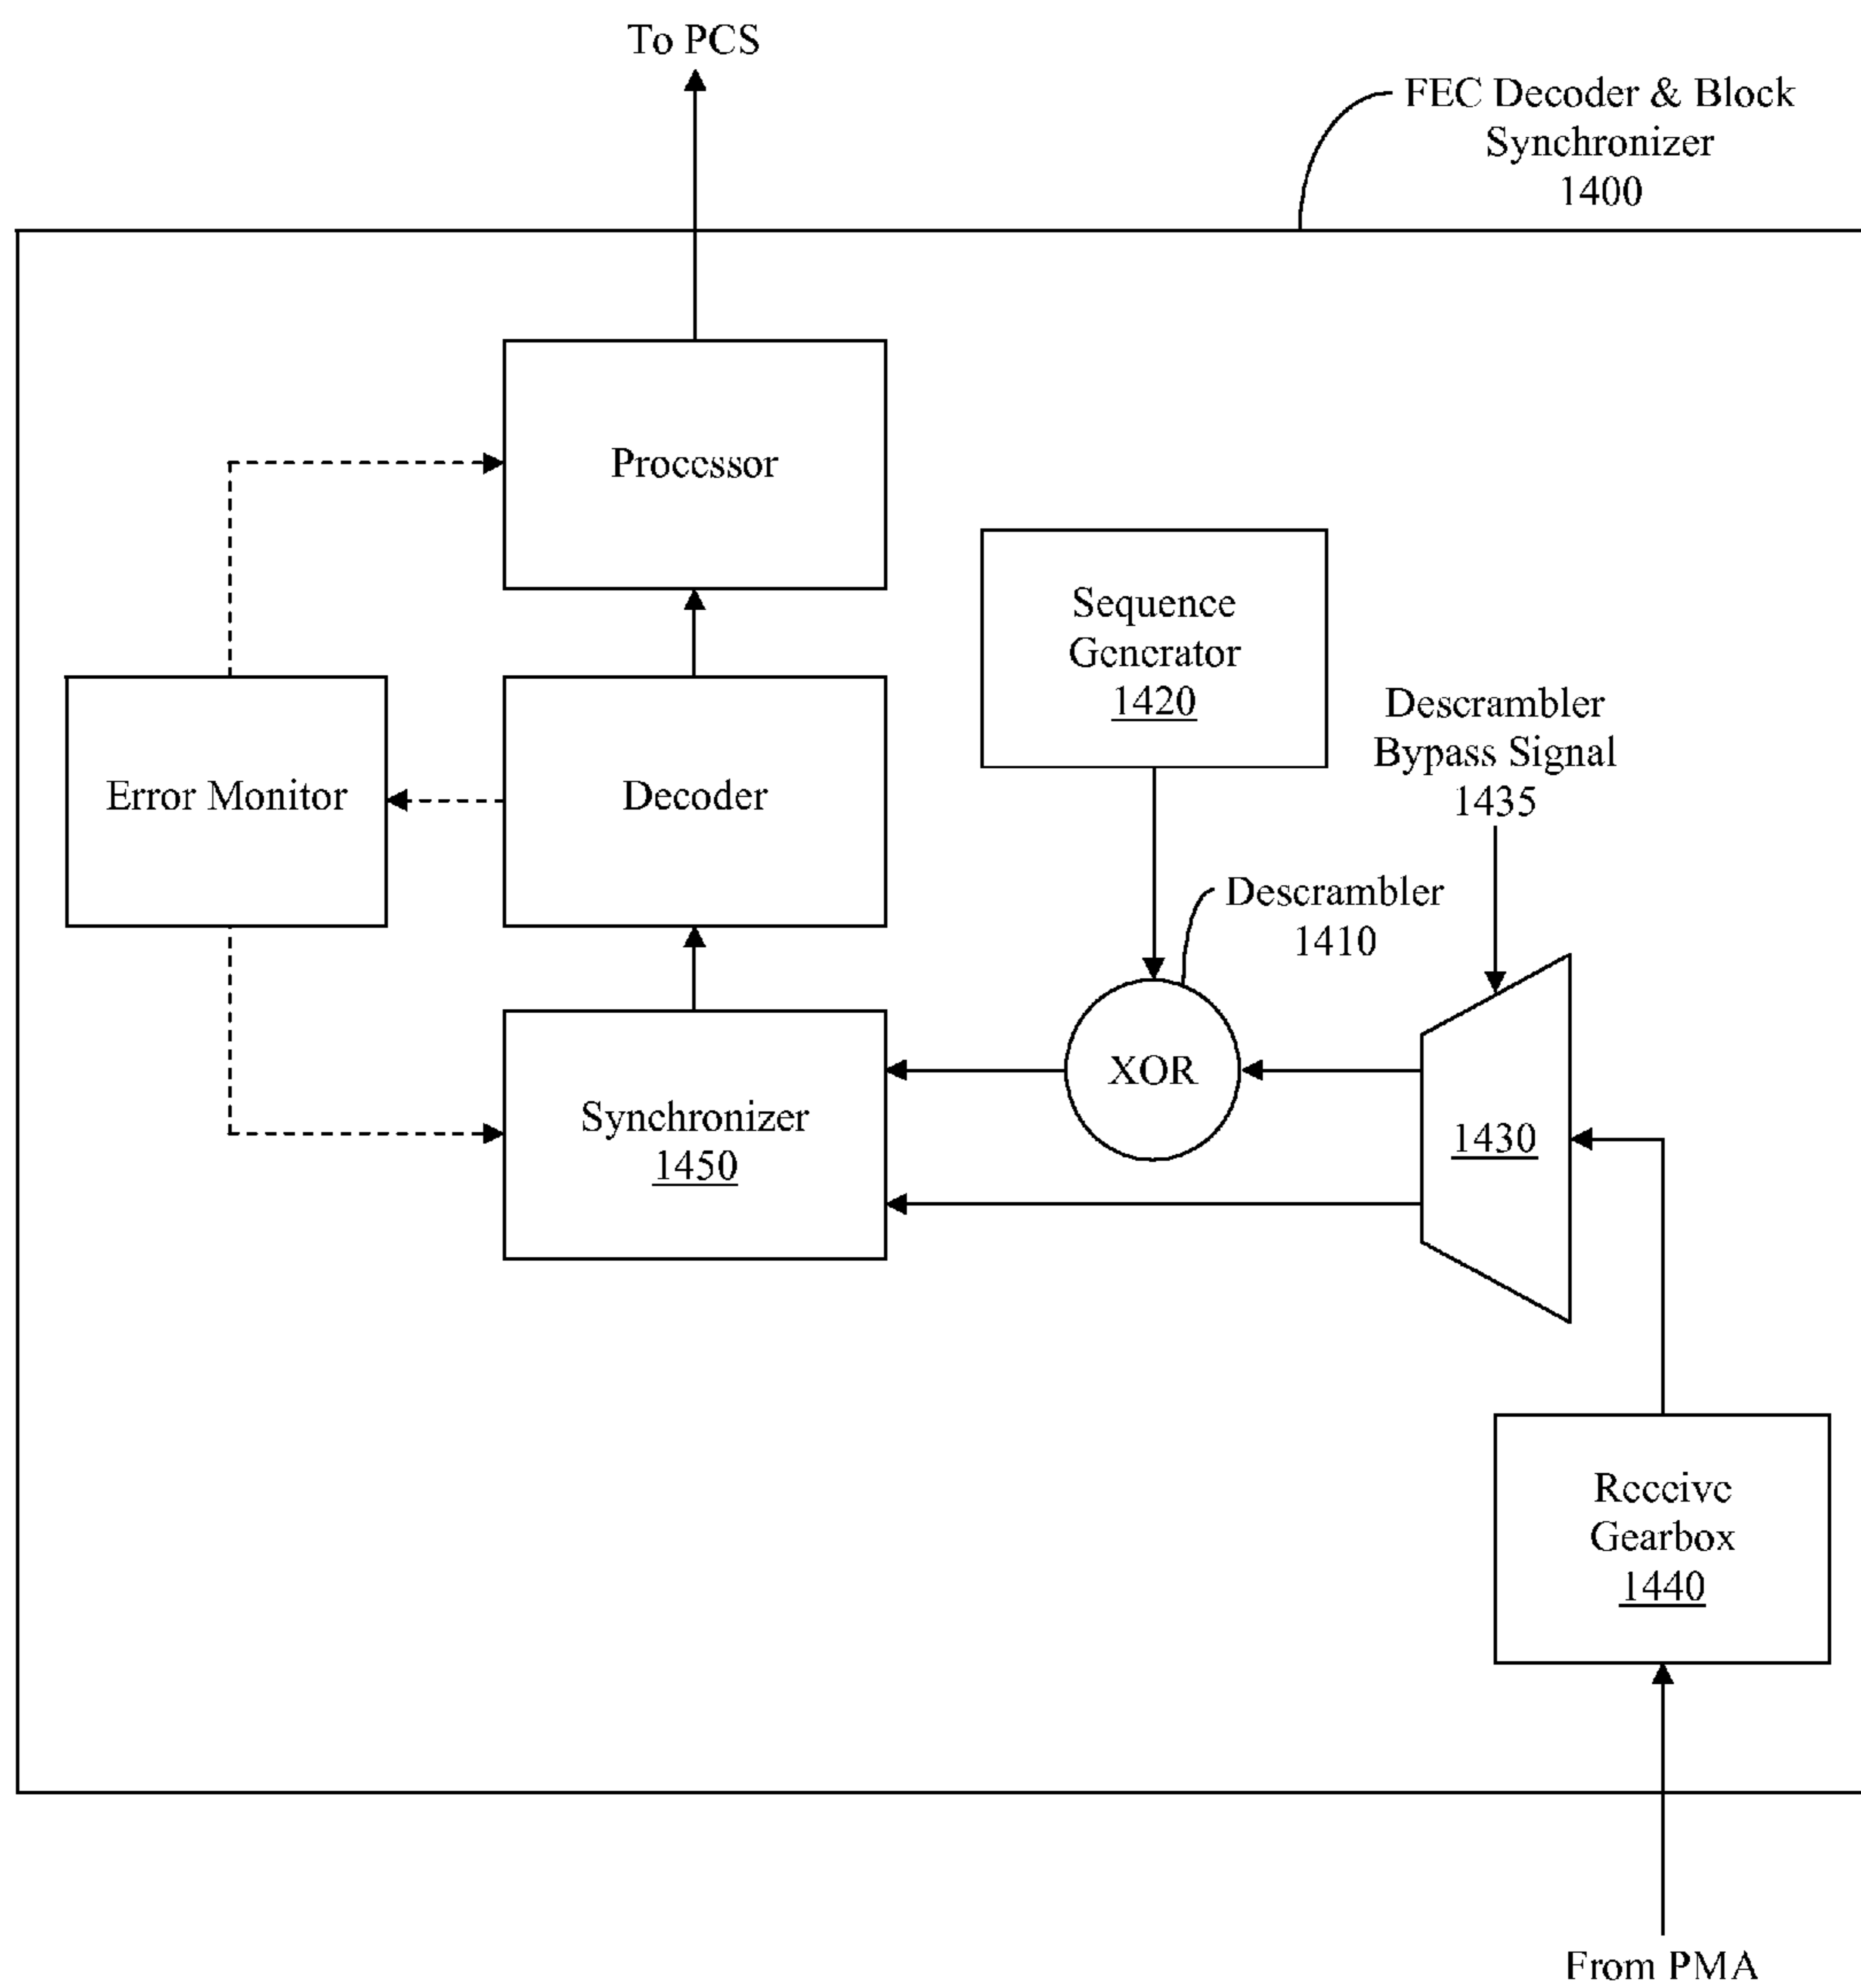 To PCS
FEC Decoder & Block
Synchronizer
1400
Processor
Sequence
Generator
1420
Descrambler
Bypass Signal
1435
Error Monitor
Decoder
Descrambler
1410
XOR
Synchronizer
1450
1430
Receive
Gearbox
1440
From PMA